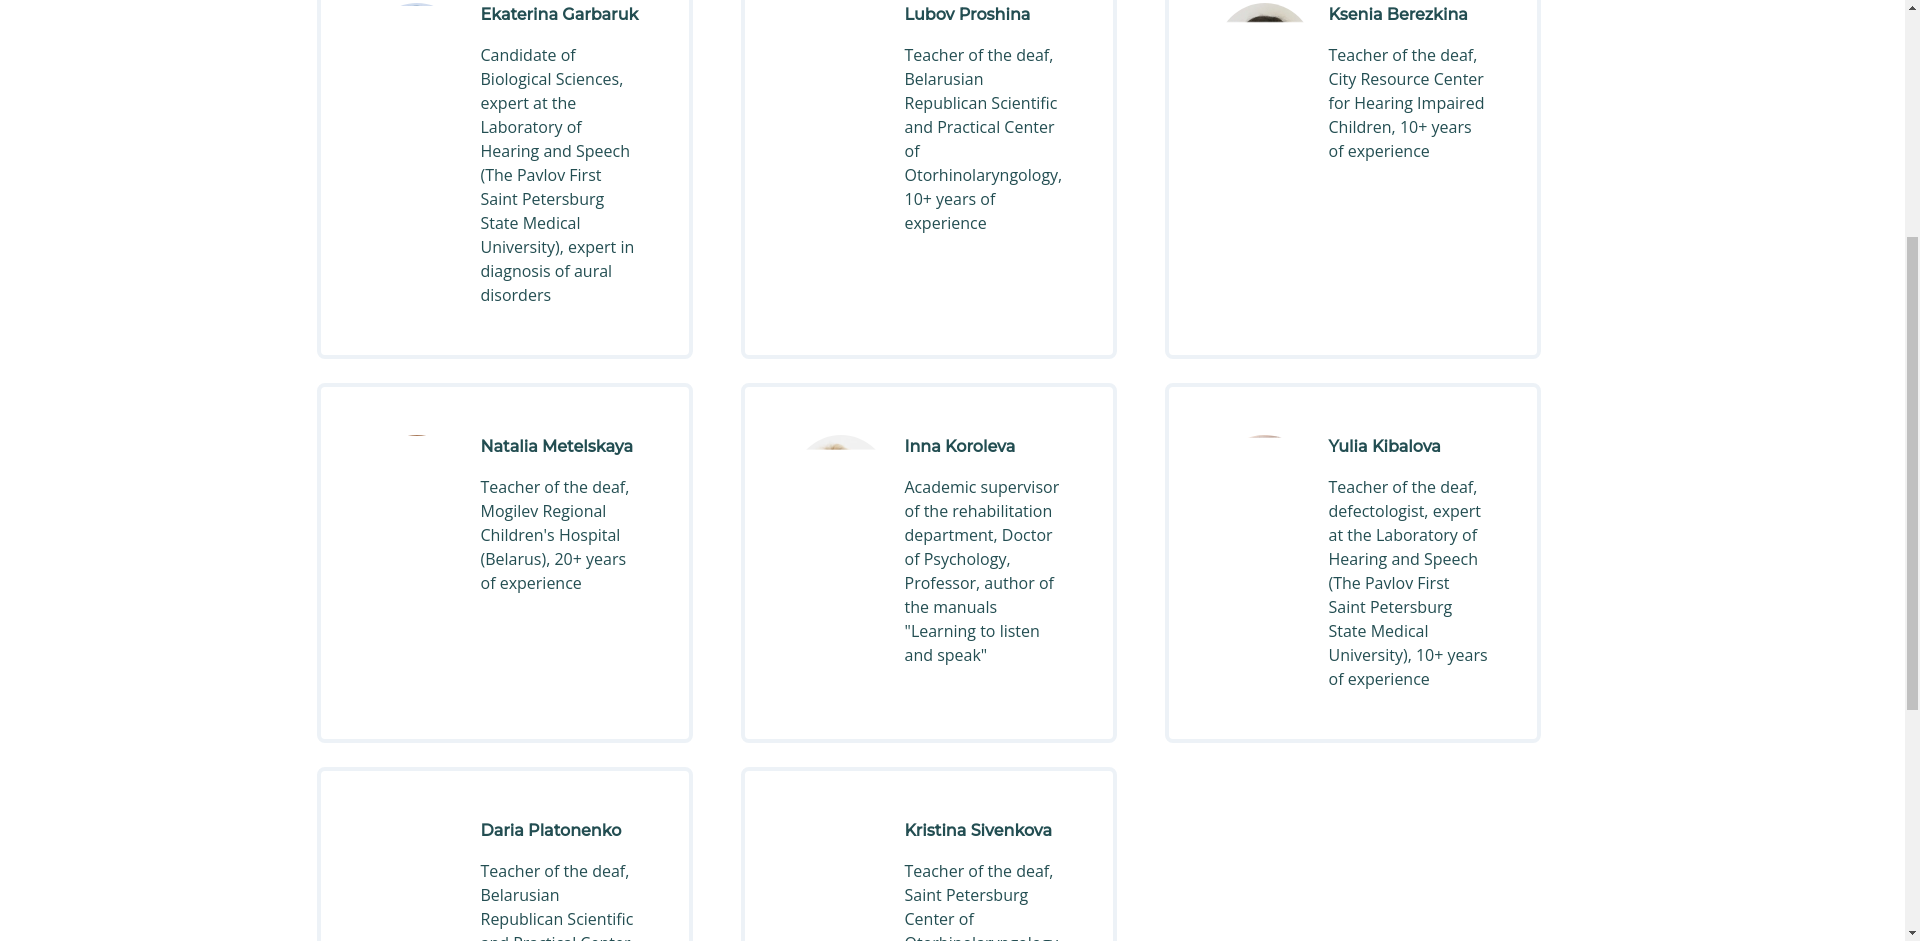 Ekaterina Garbaruk
Candidate of
Biological Sciences,
expert at the
Laboratory of
Hearing and Speech
(The Pavlov First
Saint Petersburg
State Medical
University), expert in
diagnosis of aural
disorders
Lubov Proshina
Teacher of the deaf,
Belarusian
Republican Scientific
and Practical Center
of
Otorhinolaryngology,
10+ years of
experience
Ksenia Berezkina
Teacher of the deaf,
City Resource Center
for Hearing Impaired
Children, 10+ years
of experience
Natalia Metelskaya
Teacher of the deaf,
Mogilev Regional
Children's Hospital
(Belarus), 20+ years
of experience
Inna Koroleva
Academic supervisor
of the rehabilitation
department, Doctor
of Psychology,
Professor, author of
the manuals
"Learning to listen
and speak"
Yulia Kibalova
Teacher of the deaf,
defectologist, expert
at the Laboratory of
Hearing and Speech
(The Pavlov First
Saint Petersburg
State Medical
University), 10+ years
of experience
Daria Platonenko
Teacher of the deaf,
Belarusian
Republican Scientific
and Practical Center
Kristina Sivenkova
Teacher of the deaf,
Saint Petersburg
Center of
Otorhinolaryngology